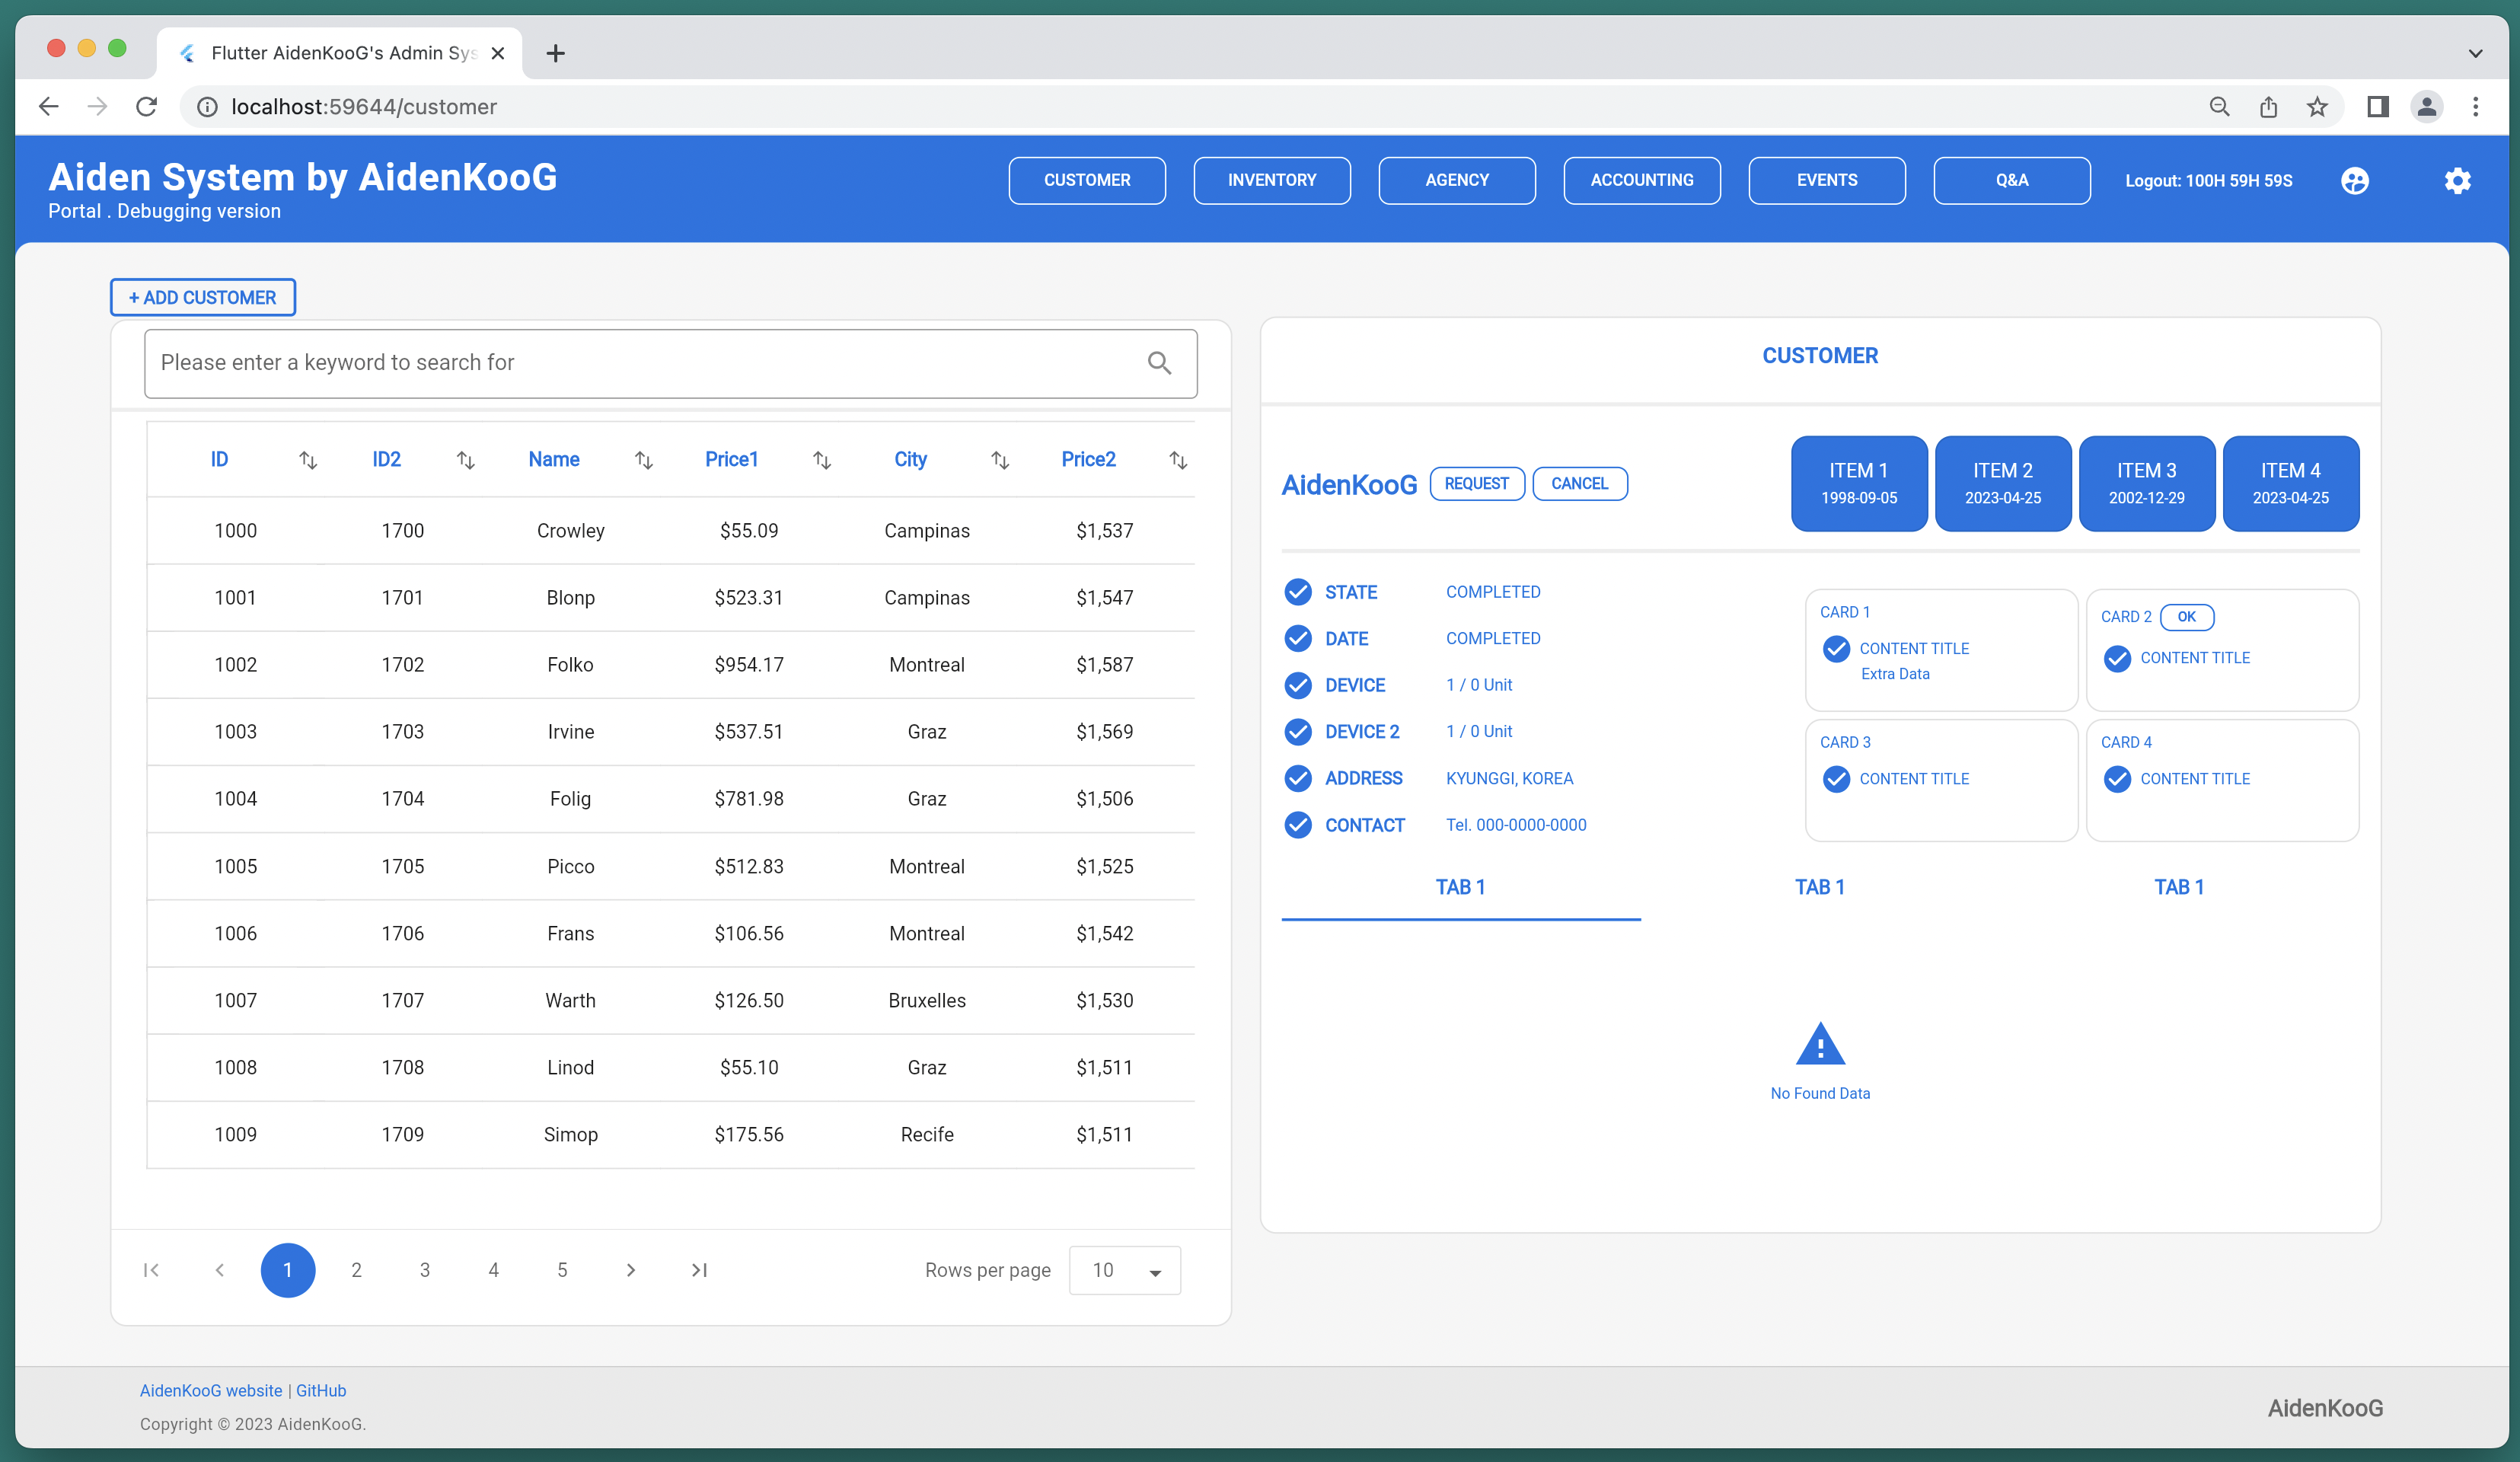 Flutter AidenKooG's Admin Sys
localhost:59644/customer
Aiden System by AidenKooG
Portal . Debugging version
CUSTOMER INVENTORY AGENCY ACCOUNTING EVENTS Q&A Logout: 100H 59H 59S
+ ADD CUSTOMER
Please enter a keyword to search for
ID ID2 Name Price1 City Price2
1000 1700 Crowley $55.09 Campinas $1,537
1001 1701 Blonp $523.31 Campinas $1,547
1002 1702 Folko $954.17 Montreal $1,587
1003 1703 Irvine $537.51 Graz $1,569
1004 1704 Folig $781.98 Graz $1,506
1005 1705 Picco $512.83 Montreal $1,525
1006 1706 Frans $106.56 Montreal $1,542
1007 1707 Warth $126.50 Bruxelles $1,530
1008 1708 Linod $55.10 Graz $1,511
1009 1709 Simop $175.56 Recife $1,511
1 2 3 4 5 Rows per page 10
CUSTOMER
AidenKooG REQUEST CANCEL
ITEM 1
1998-09-05
ITEM 2
2023-04-25
ITEM 3
2002-12-29
ITEM 4
2023-04-25
STATE COMPLETED
DATE COMPLETED
DEVICE 1 / 0 Unit
DEVICE 2 1 / 0 Unit
ADDRESS KYUNGGI, KOREA
CONTACT Tel. 000-0000-0000
CARD 1
CONTENT TITLE
Extra Data
CARD 2 OK
CONTENT TITLE
CARD 3
CONTENT TITLE
CARD 4
CONTENT TITLE
TAB 1 TAB 1 TAB 1
No Found Data
AidenKooG website | GitHub
Copyright © 2023 AidenKooG.
AidenKooG